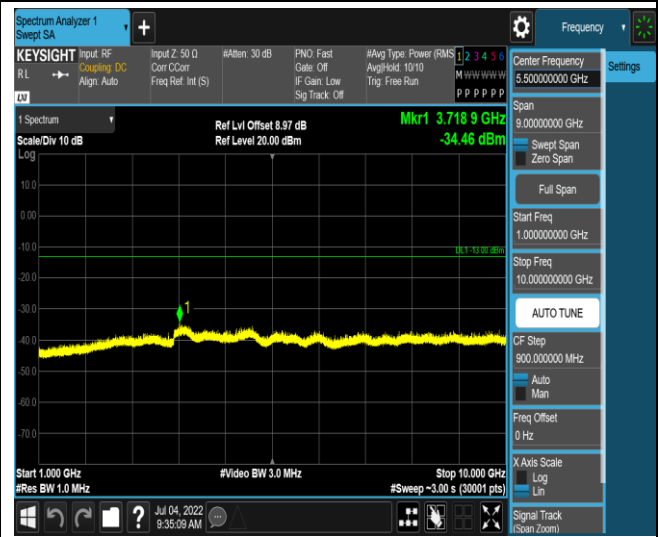 Spectrum Analyzer 1
Swept SA
Frequency
KEYSIGHT
RL
LXI
Input: RF
Coupling: DC
Align: Auto
Input Z: 50 Ω
Corr CCorr
Freq Ref: Int (S)
#Atten: 30 dB
PNO: Fast
Gate: Off
IF Gain: Low
Sig Track: Off
#Avg Type: Power (RMS
Avg|Hold: 10/10
Trig: Free Run
1 2 3 4 5 6
M W W W W W
P P P P P P
1 Spectrum
Scale/Div 10 dB
Log
Ref Lvl Offset 8.97 dB
Ref Level 20.00 dBm
Mkr1 3.718 9 GHz
-34.46 dBm
10.0
0.00
-10.0
DL1 -13.00 dBm
-20.0
-30.0
1
-40.0
-50.0
-60.0
-70.0
Start 1.000 GHz
#Video BW 3.0 MHz
Stop 10.000 GHz
#Res BW 1.0 MHz
#Sweep ~3.00 s (30001 pts)
?
Jul 04, 2022
9:35:09 AM
Center Frequency
5.500000000 GHz
Settings
Span
9.00000000 GHz
Swept Span
Zero Span
Full Span
Start Freq
1.000000000 GHz
Stop Freq
10.000000000 GHz
AUTO TUNE
CF Step
900.000000 MHz
Auto
Man
Freq Offset
0 Hz
X Axis Scale
Log
Lin
Signal Track
(Span Zoom)